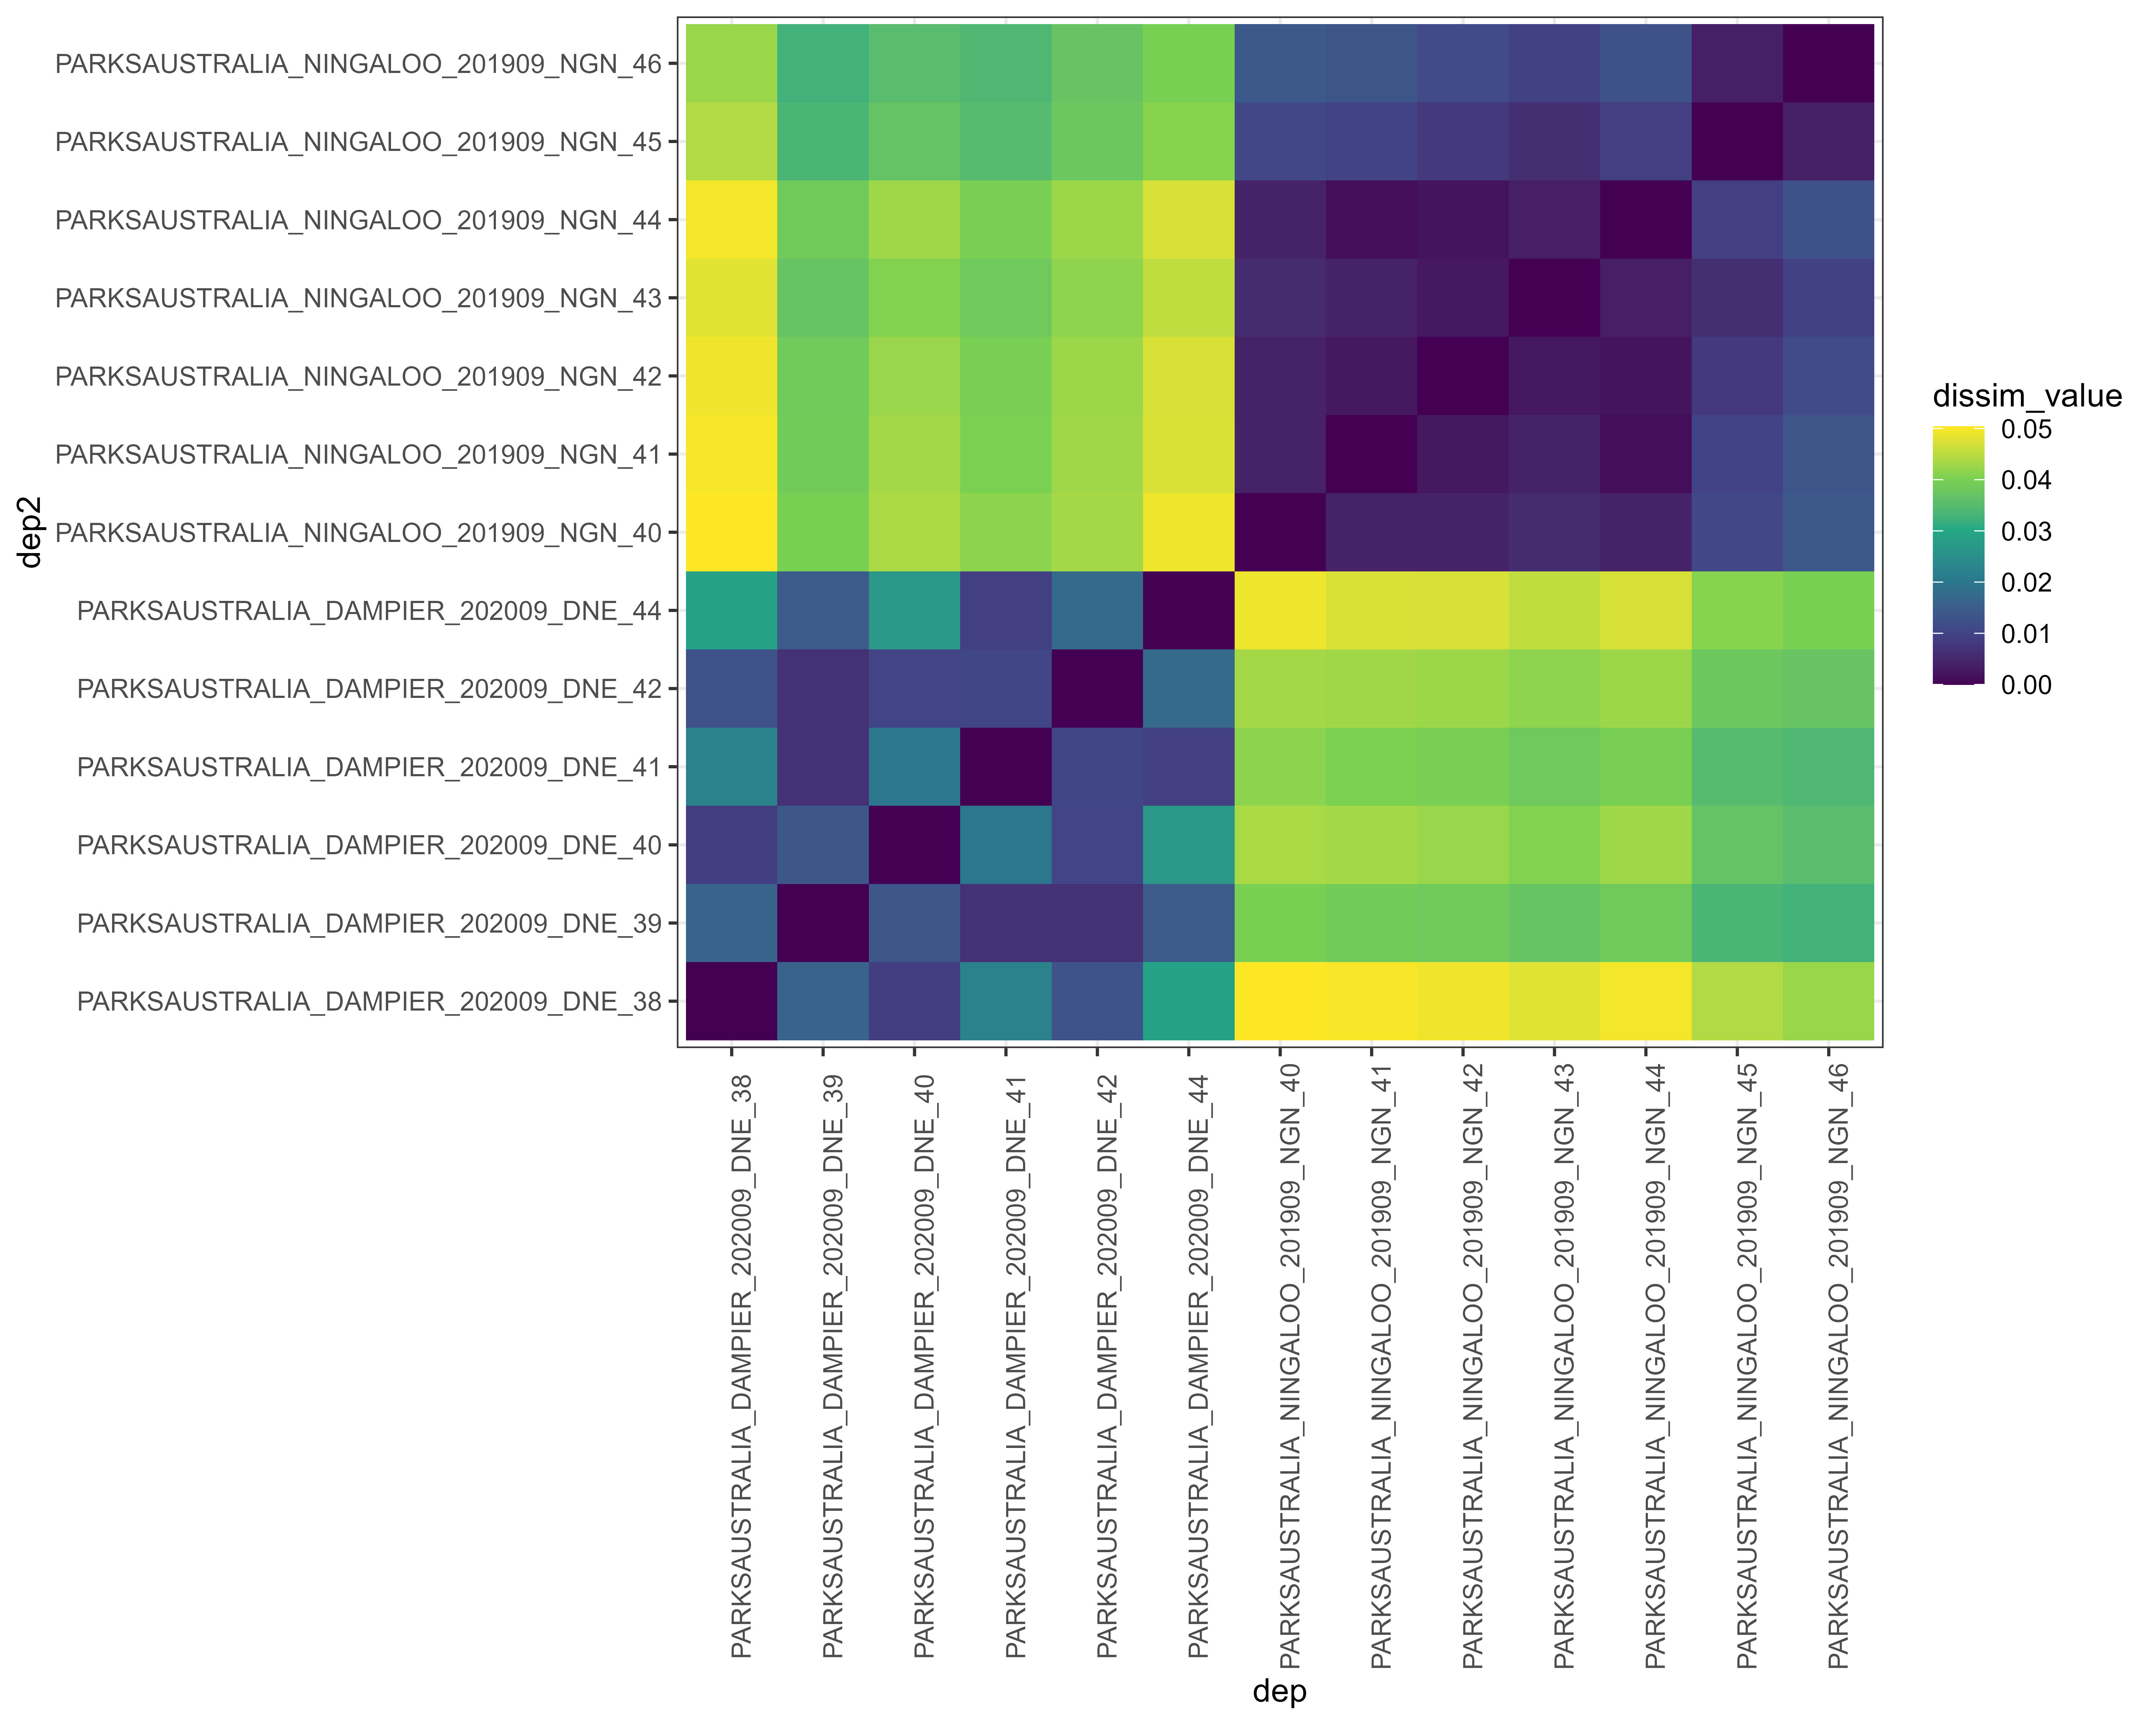 PARKSAUSTRALIA_NINGALOO_201909_NGN_46
PARKSAUSTRALIA_NINGALOO_201909_NGN_45
PARKSAUSTRALIA_NINGALOO_201909_NGN_44
PARKSAUSTRALIA_NINGALOO_201909_NGN_43
PARKSAUSTRALIA_NINGALOO_201909_NGN_42
PARKSAUSTRALIA_NINGALOO_201909_NGN_41
PARKSAUSTRALIA_NINGALOO_201909_NGN_40
PARKSAUSTRALIA_DAMPIER_202009_DNE_44
PARKSAUSTRALIA_DAMPIER_202009_DNE_42
PARKSAUSTRALIA_DAMPIER_202009_DNE_41
PARKSAUSTRALIA_DAMPIER_202009_DNE_40
PARKSAUSTRALIA_DAMPIER_202009_DNE_39
PARKSAUSTRALIA_DAMPIER_202009_DNE_38
dep2
PARKSAUSTRALIA_DAMPIER_202009_DNE_38
PARKSAUSTRALIA_DAMPIER_202009_DNE_39
PARKSAUSTRALIA_DAMPIER_202009_DNE_40
PARKSAUSTRALIA_DAMPIER_202009_DNE_41
PARKSAUSTRALIA_DAMPIER_202009_DNE_42
PARKSAUSTRALIA_DAMPIER_202009_DNE_44
PARKSAUSTRALIA_NINGALOO_201909_NGN_40
PARKSAUSTRALIA_NINGALOO_201909_NGN_41
PARKSAUSTRALIA_NINGALOO_201909_NGN_42
PARKSAUSTRALIA_NINGALOO_201909_NGN_43
PARKSAUSTRALIA_NINGALOO_201909_NGN_44
PARKSAUSTRALIA_NINGALOO_201909_NGN_45
PARKSAUSTRALIA_NINGALOO_201909_NGN_46
dep
dissim_value
0.05
0.04
0.03
0.02
0.01
0.00